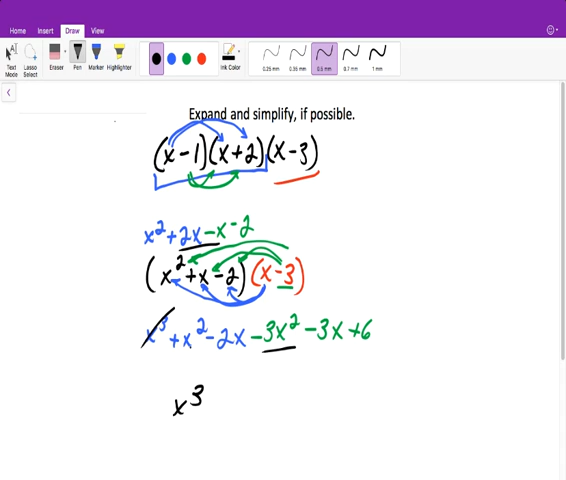 Home Insert Draw View
Text Mode Lasso Select Eraser Pen Marker Highlighter Ink Color 0.25 mm 0.35 mm 0.5 mm 0.7 mm 1 mm
Expand and simplify, if possible.
(x - 1)(x + 2)(x - 3)
x² + 2x - x - 2
(x² + x - 2)(x - 3)
x³ + x² - 2x - 3x² - 3x + 6
x³